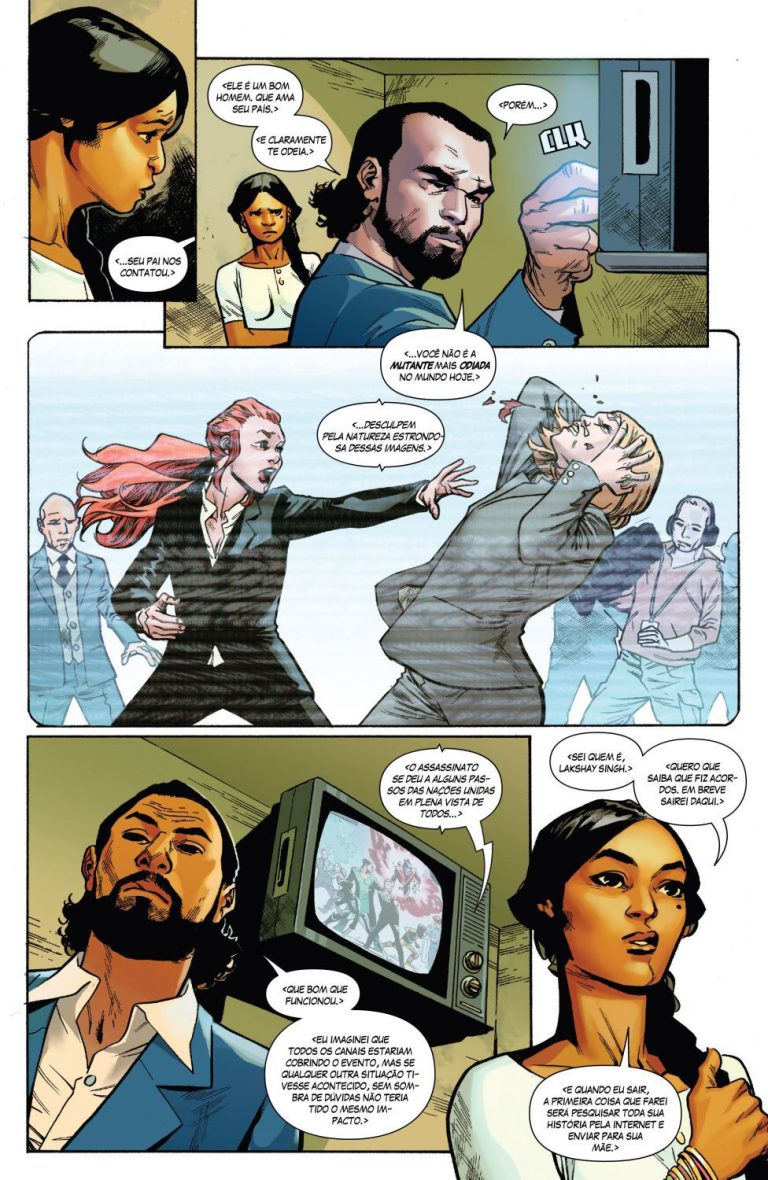 <...SEU PAI NOS
CONTATOU.>
<ELE É UM BOM
HOMEM. QUE AMA
SEU PAÍS.>
<E CLARAMENTE
TE ODEIA.>
<PORÉM...>
CLK
<...VOCÊ NÃO É A
MUTANTE MAIS ODIADA
NO MUNDO HOJE.>
<...DESCULPEM
PELA NATUREZA ESTRONDO-
SA DESSAS IMAGENS.>
<O ASSASSINATO
SE DEU A ALGUNS PAS-
SOS DAS NAÇÕES UNIDAS
EM PLENA VISTA DE
TODOS...>
<QUE BOM QUE
FUNCIONOU.>
<EU IMAGINEI QUE
TODOS OS CANAIS ESTARIAM
COBRINDO O EVENTO, MAS SE
QUALQUER OUTRA SITUAÇÃO TI-
VESSE ACONTECIDO, SEM SOM-
BRA DE DÚVIDAS NÃO TERIA
TIDO O MESMO IM-
PACTO.>
<SEI QUEM É,
LAKSHAY SINGH.>
<QUERO QUE
SAIBA QUE FIZ ACOR-
DOS. EM BREVE
SAIREI DAQUI.>
<E QUANDO EU SAIR,
A PRIMEIRA COISA QUE FAREI
SERÁ PESQUISAR TODA SUA
HISTÓRIA PELA INTERNET E
ENVIAR PARA SUA
MÃE.>